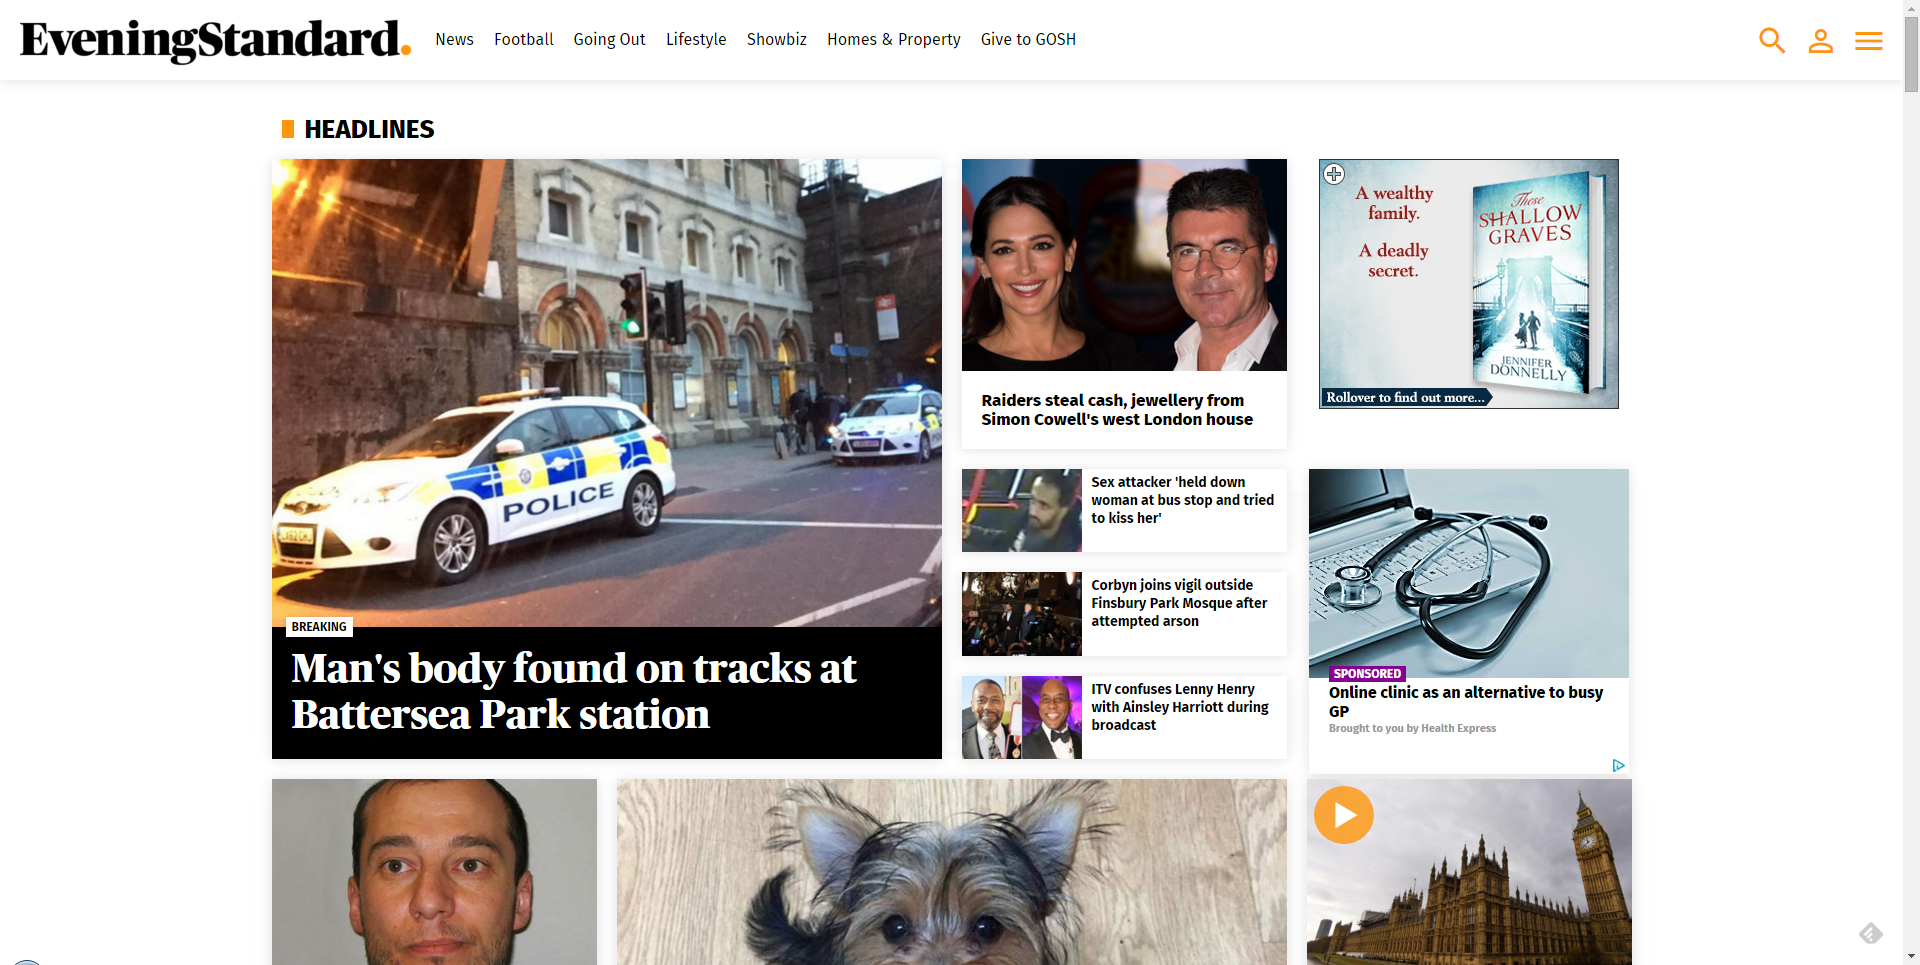 EveningStandard.
News
Football
Going Out
Lifestyle
Showbiz
Homes & Property
Give to GOSH
HEADLINES
POLICE
BREAKING
Man's body found on tracks at
Battersea Park station
Raiders steal cash, jewellery from
Simon Cowell's west London house
Sex attacker 'held down
woman at bus stop and tried
to kiss her'
Corbyn joins vigil outside
Finsbury Park Mosque after
attempted arson
ITV confuses Lenny Henry
with Ainsley Harriott during
broadcast
A wealthy
family.
A deadly
secret.
These
SHALLOW
GRAVES
JENNIFER
DONNELLY
Rollover to find out more...
SPONSORED
Online clinic as an alternative to busy
GP
Brought to you by Health Express